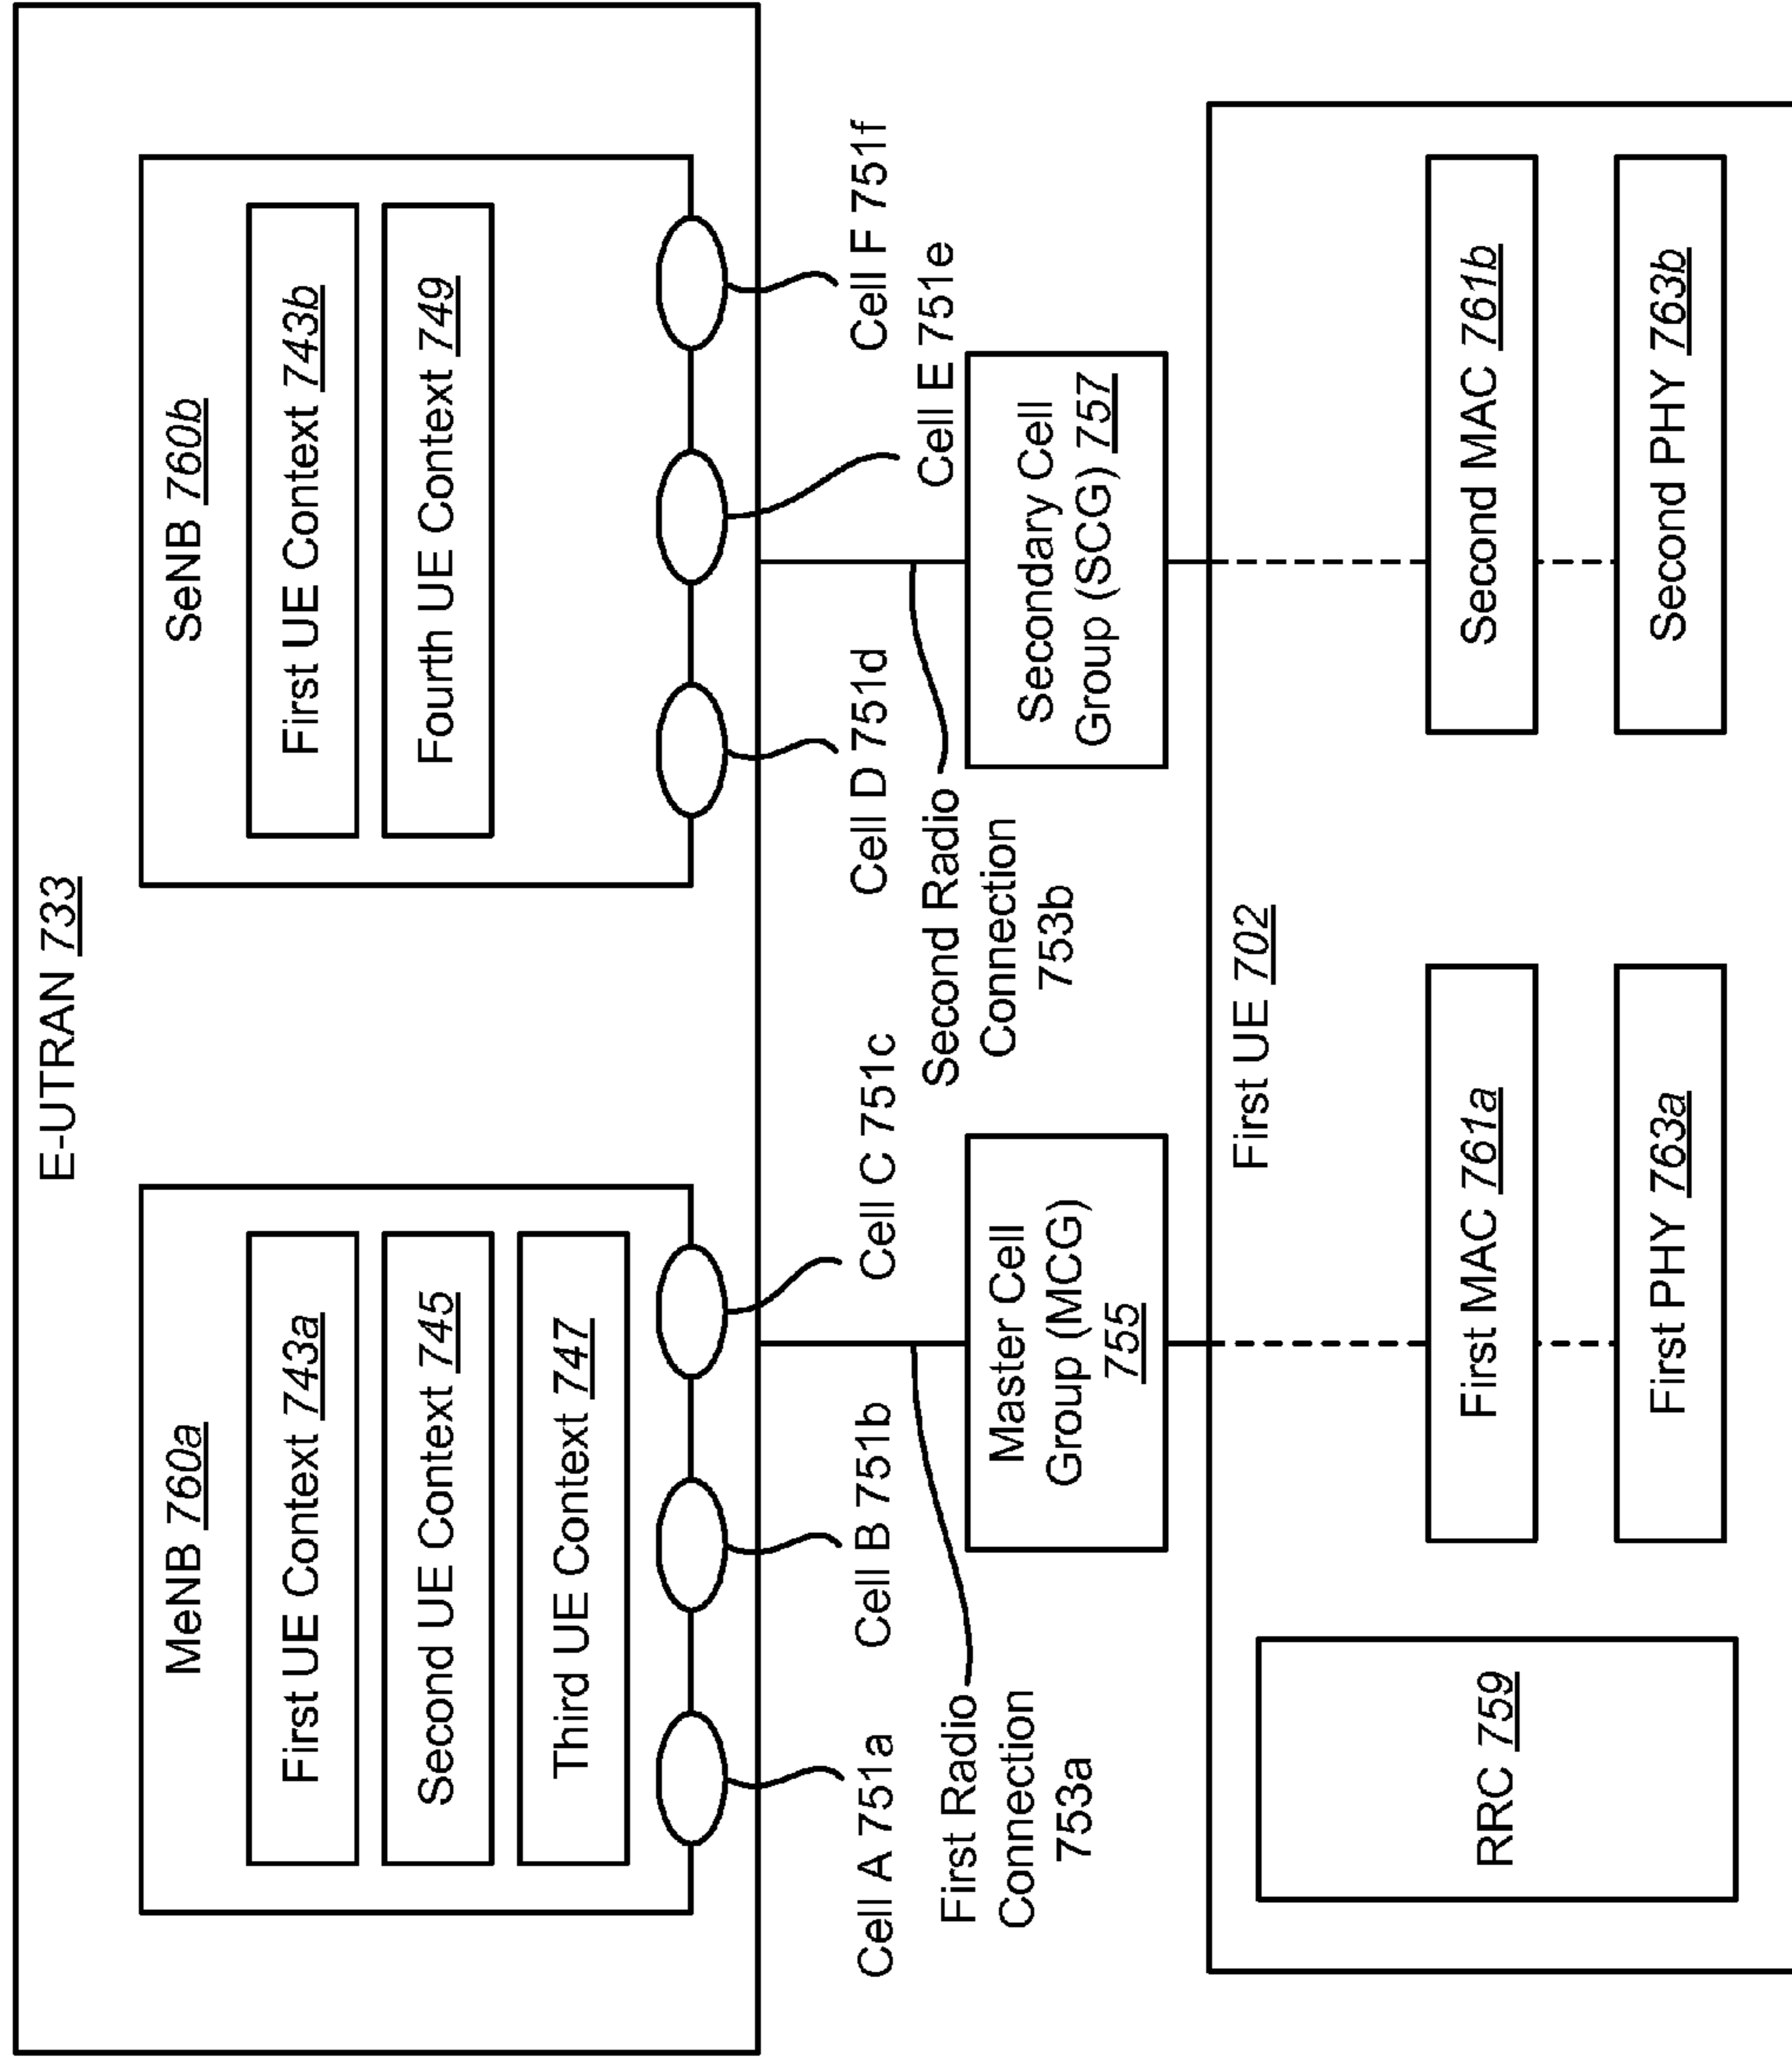 E-UTRAN 733
MeNB 760a
First UE Context 743a
Second UE Context 745
Third UE Context 747
SeNB 760b
First UE Context 743b
Fourth UE Context 749
Cell A 751a
Cell B 751b
Cell C 751c
Cell D 751d
Cell E 751e
Cell F 751f
First Radio
Connection
753a
Master Cell
Group (MCG)
755
Second Radio
Connection
753b
Secondary Cell
Group (SCG) 757
First UE 702
RRC 759
First MAC 761a
First PHY 763a
Second MAC 761b
Second PHY 763b